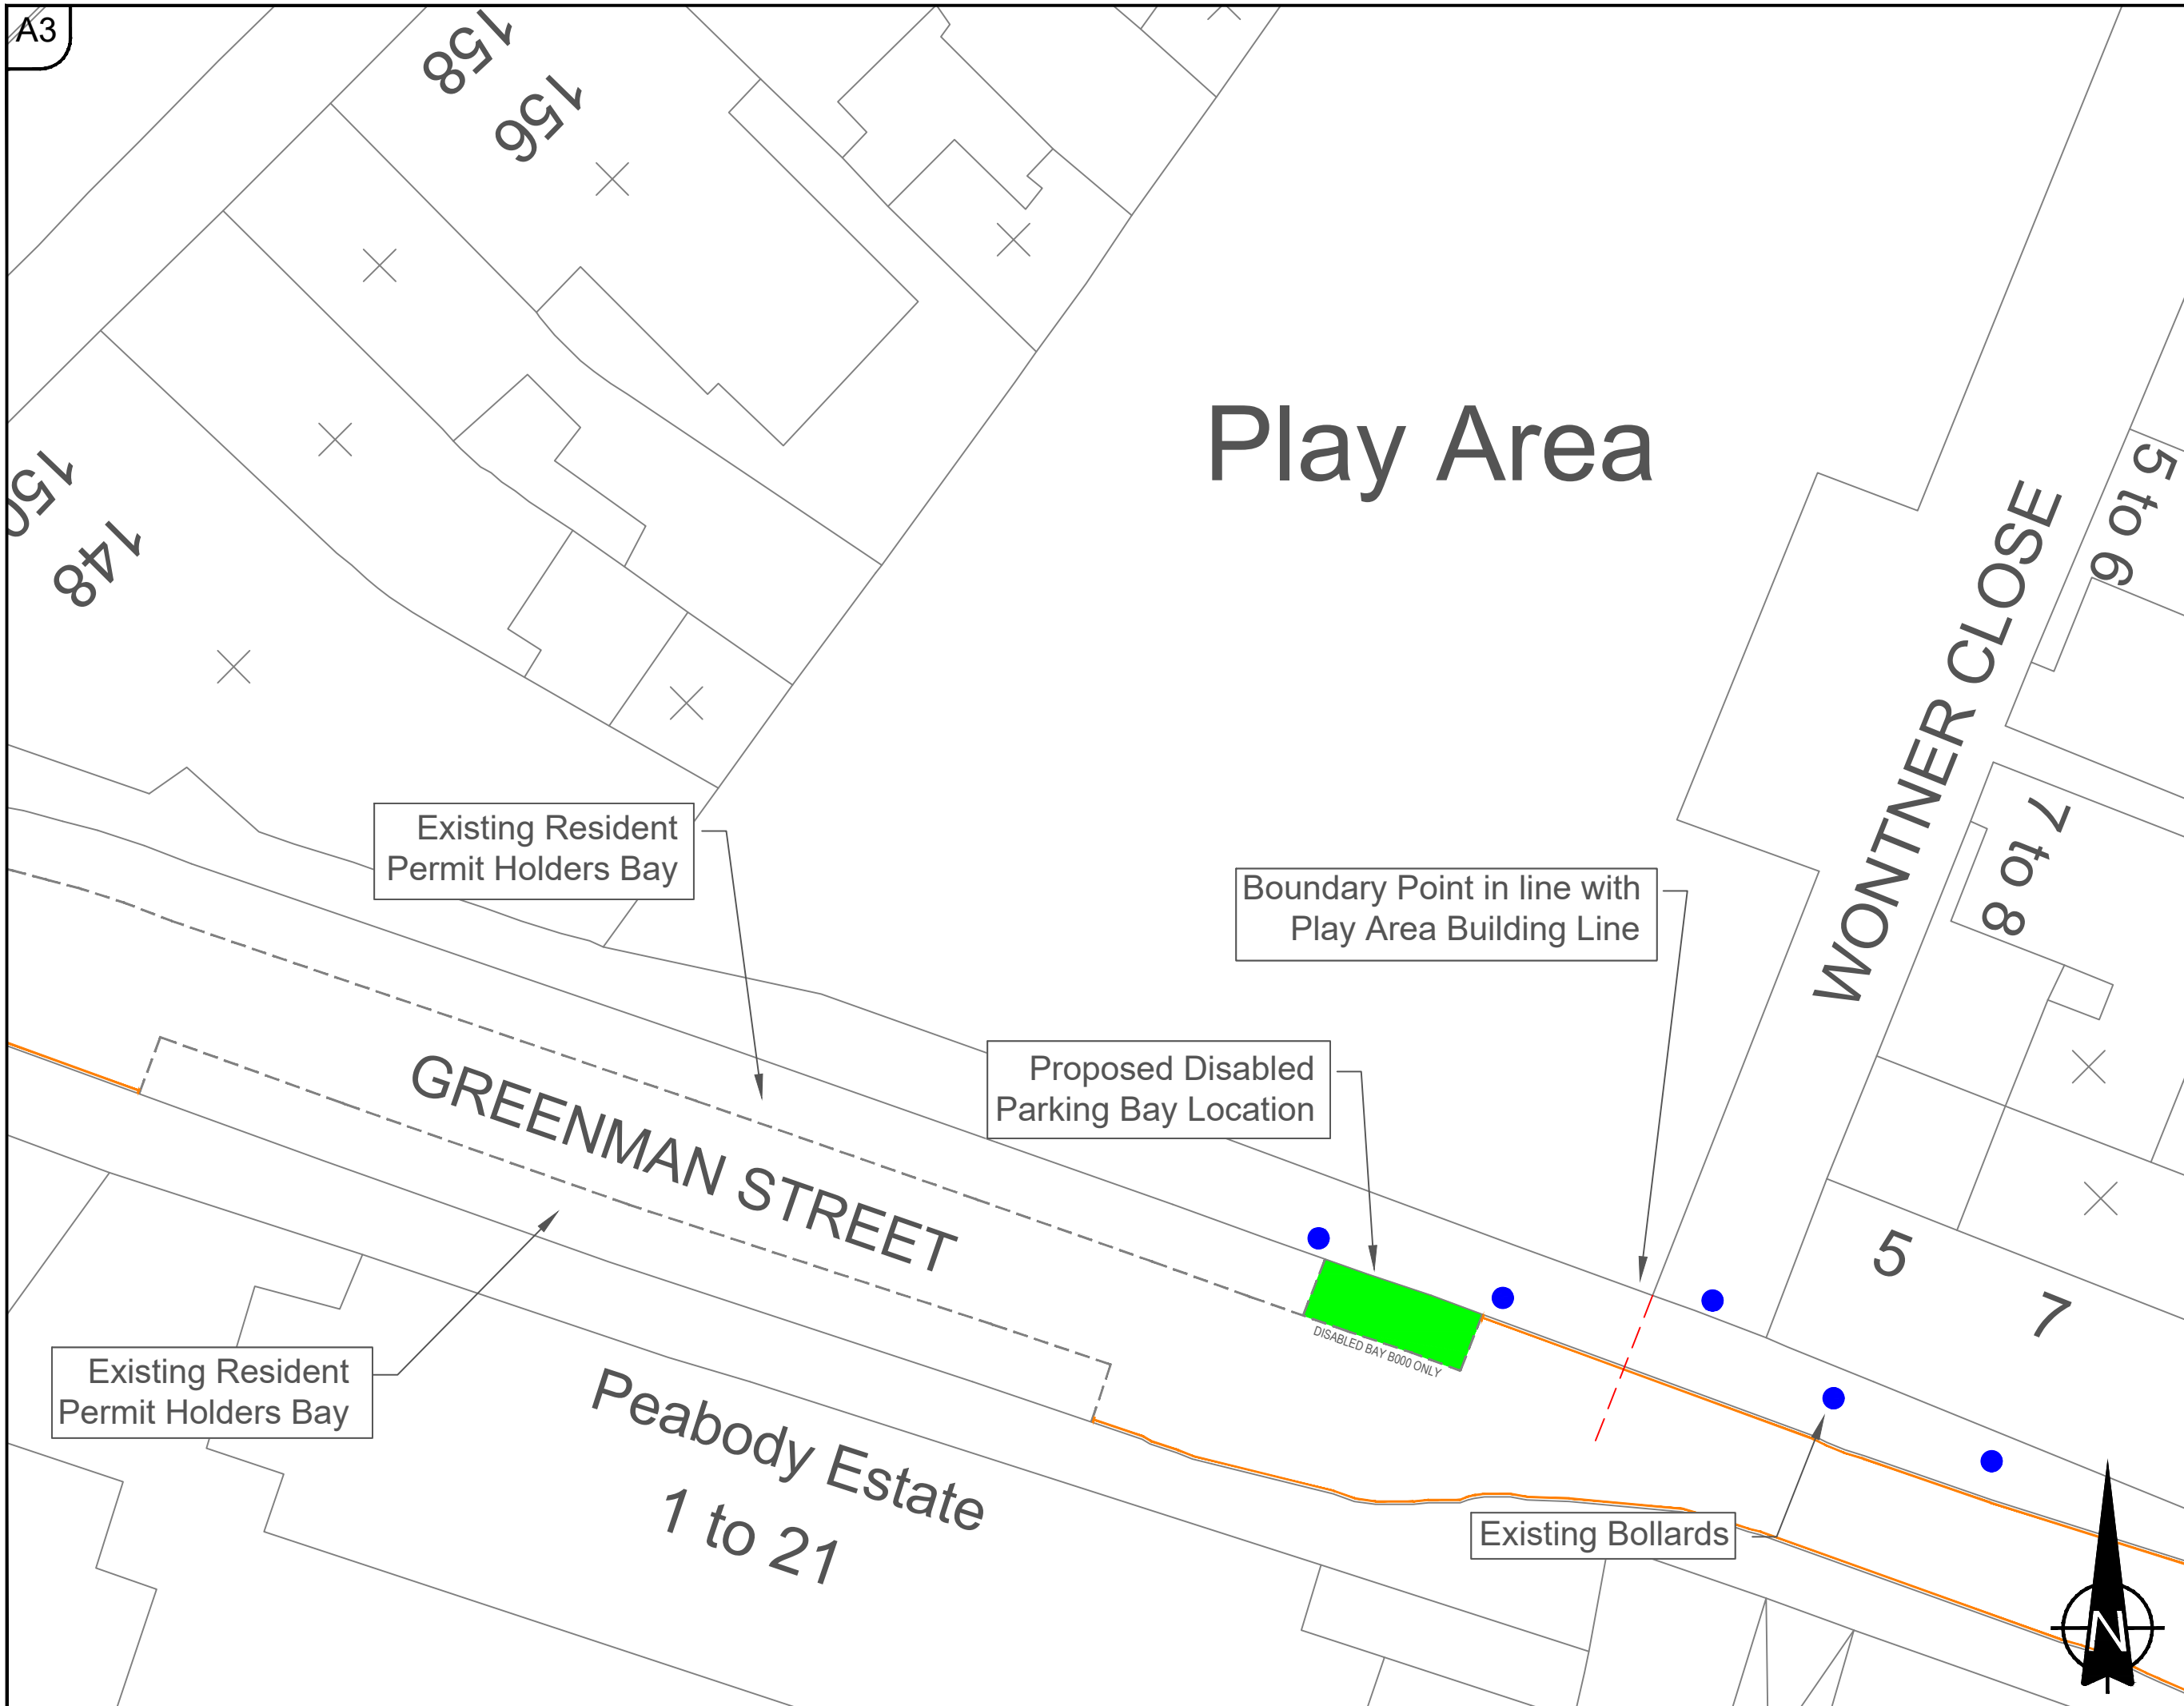 A3
158
156
150
148
Play Area
5 to 6
WONTNER CLOSE
7 to 8
Existing Resident
Permit Holders Bay
Boundary Point in line with
Play Area Building Line
Proposed Disabled
Parking Bay Location
GREENMAN STREET
5
7
DISABLED BAY B000 ONLY
Existing Resident
Permit Holders Bay
Peabody Estate
1 to 21
Existing Bollards
N